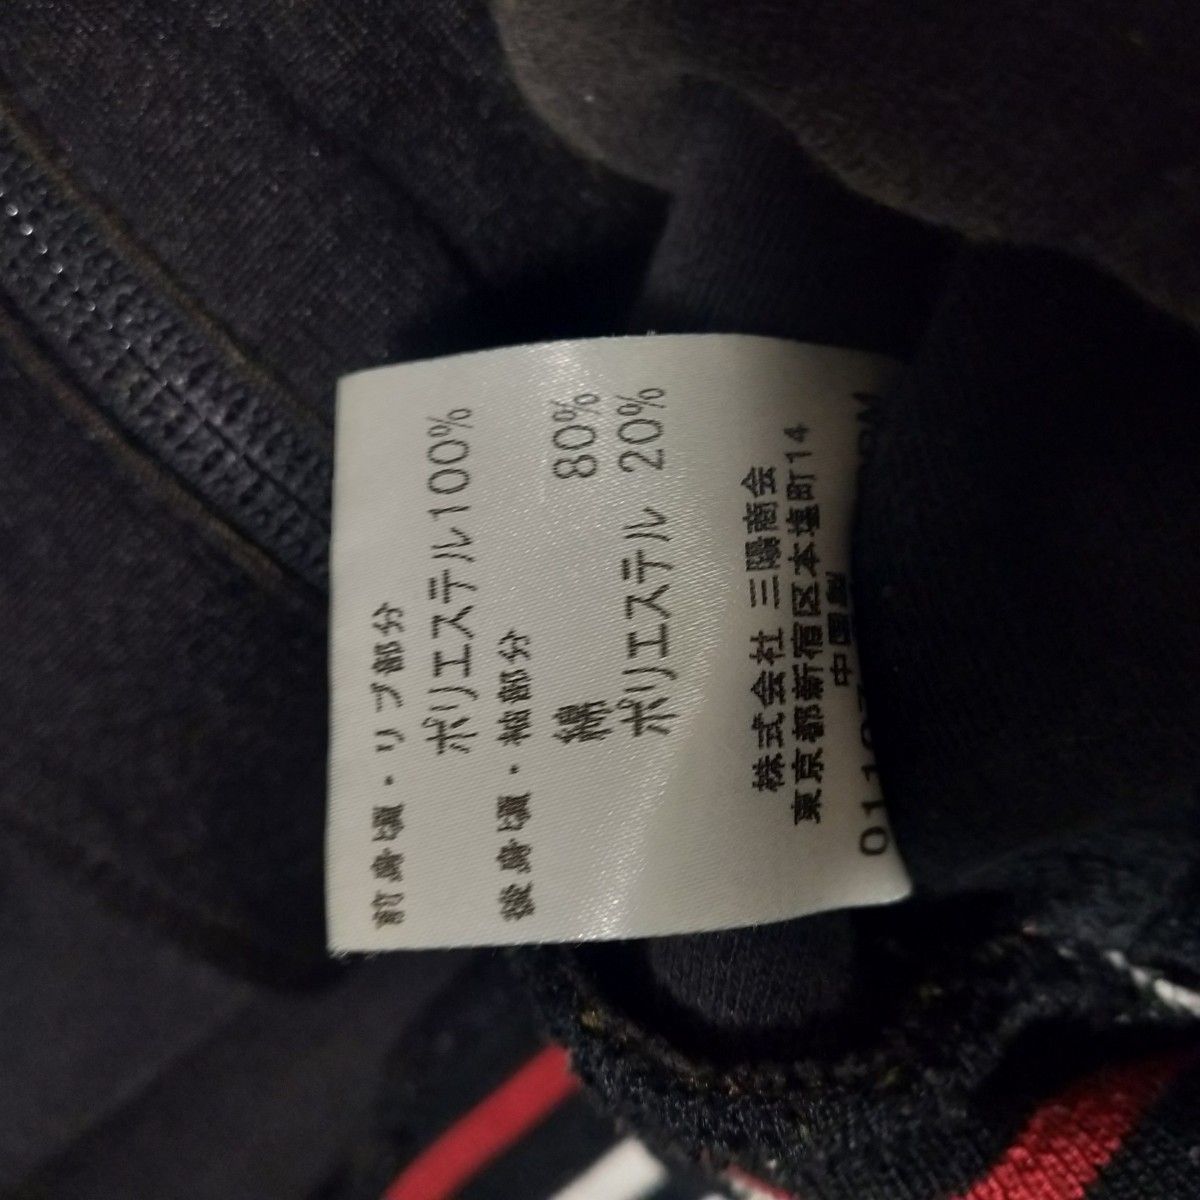 前身頃・リブ部分
ポリエステル100%
後身頃・袖部分
綿 80%
ポリエステル 20%
株式会社 三陽商会
東京都新宿区本塩町14
中国製